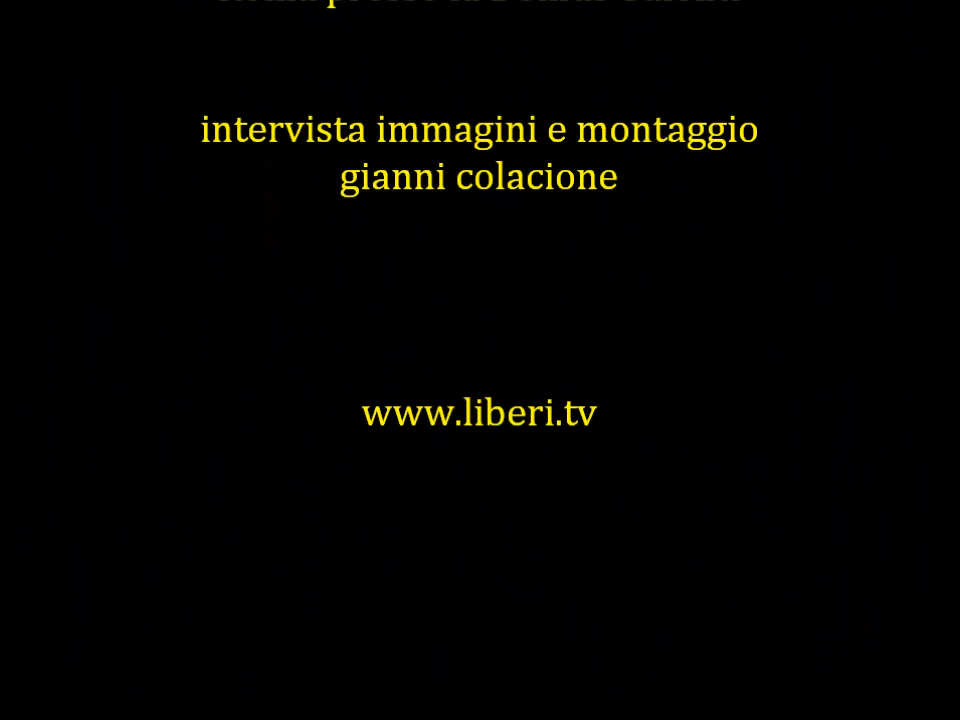 intervista immagini e montaggio
gianni colacione
www.liberi.tv